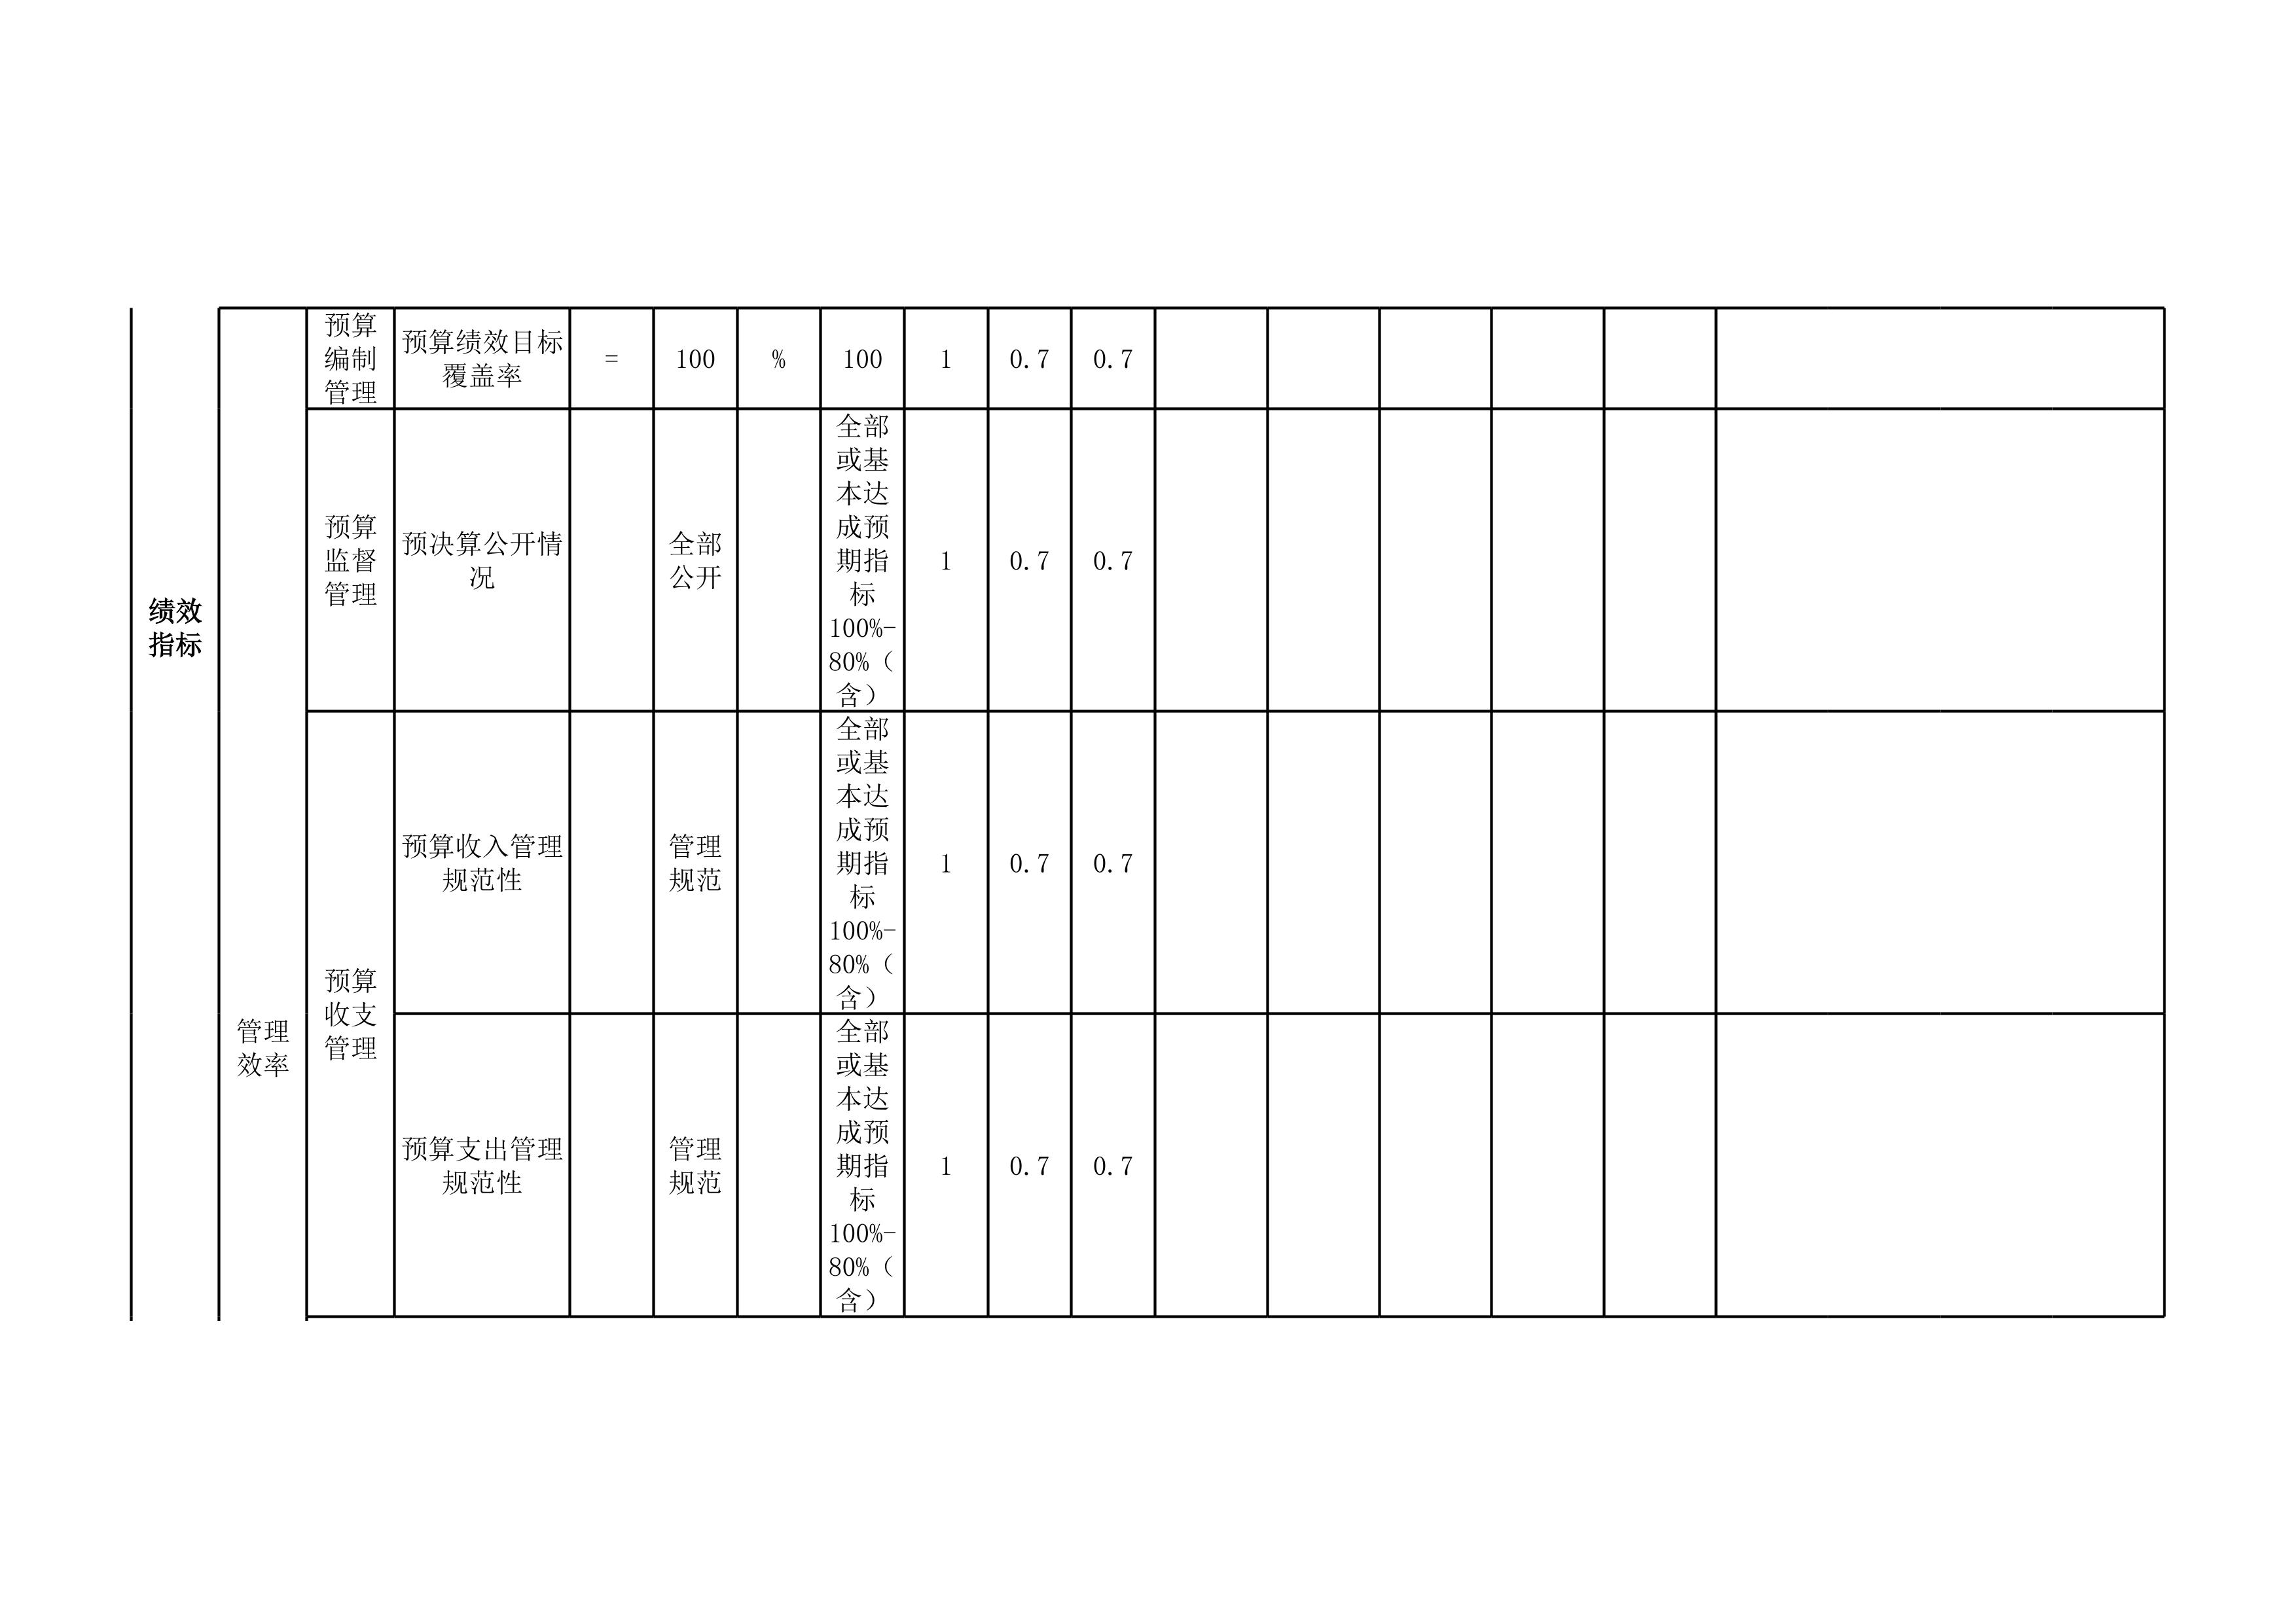 绩效
指标
管理
效率
预算
编制
管理
预算绩效目标
覆盖率
=
100
%
100
1
0.7
0.7
预算
监督
管理
预决算公开情
况
全部
公开
全部
或基
本达
成预
期指
标
100%-
80%（
含）
1
0.7
0.7
预算
收支
管理
预算收入管理
规范性
管理
规范
全部
或基
本达
成预
期指
标
100%-
80%（
含）
1
0.7
0.7
预算支出管理
规范性
管理
规范
全部
或基
本达
成预
期指
标
100%-
80%（
含）
1
0.7
0.7